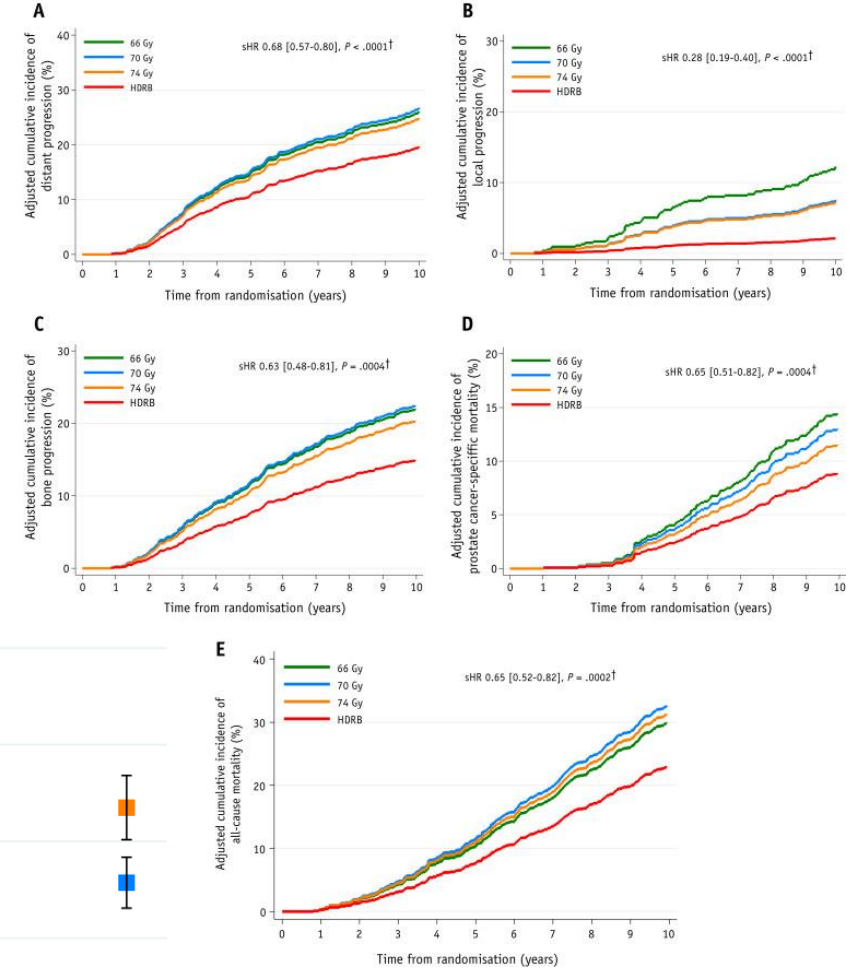 A
Adjusted cumulative incidence of
distant progression (%)
40
30
20
10
0
66 Gy
70 Gy
74 Gy
HDRB
sHR 0.68 [0.57-0.80], P < .0001†
0 1 2 3 4 5 6 7 8 9 10
Time from randomisation (years)
B
Adjusted cumulative incidence of
local progression (%)
30
20
10
0
66 Gy
70 Gy
74 Gy
HDRB
sHR 0.28 [0.19-0.40], P < .0001†
0 1 2 3 4 5 6 7 8 9 10
Time from randomisation (years)
C
Adjusted cumulative incidence of
bone progression (%)
30
20
10
0
66 Gy
70 Gy
74 Gy
HDRB
sHR 0.63 [0.48-0.81], P = .0004†
0 1 2 3 4 5 6 7 8 9 10
Time from randomisation (years)
D
Adjusted cumulative incidence of
prostate cancer-speciffic mortality (%)
20
15
10
5
0
66 Gy
70 Gy
74 Gy
HDRB
sHR 0.65 [0.51-0.82], P = .0004†
0 1 2 3 4 5 6 7 8 9 10
Time from randomisation (years)
E
Adjusted cumulative incidence of
all-cause mortality (%)
40
30
20
10
0
66 Gy
70 Gy
74 Gy
HDRB
sHR 0.65 [0.52-0.82], P = .0002†
0 1 2 3 4 5 6 7 8 9 10
Time from randomisation (years)